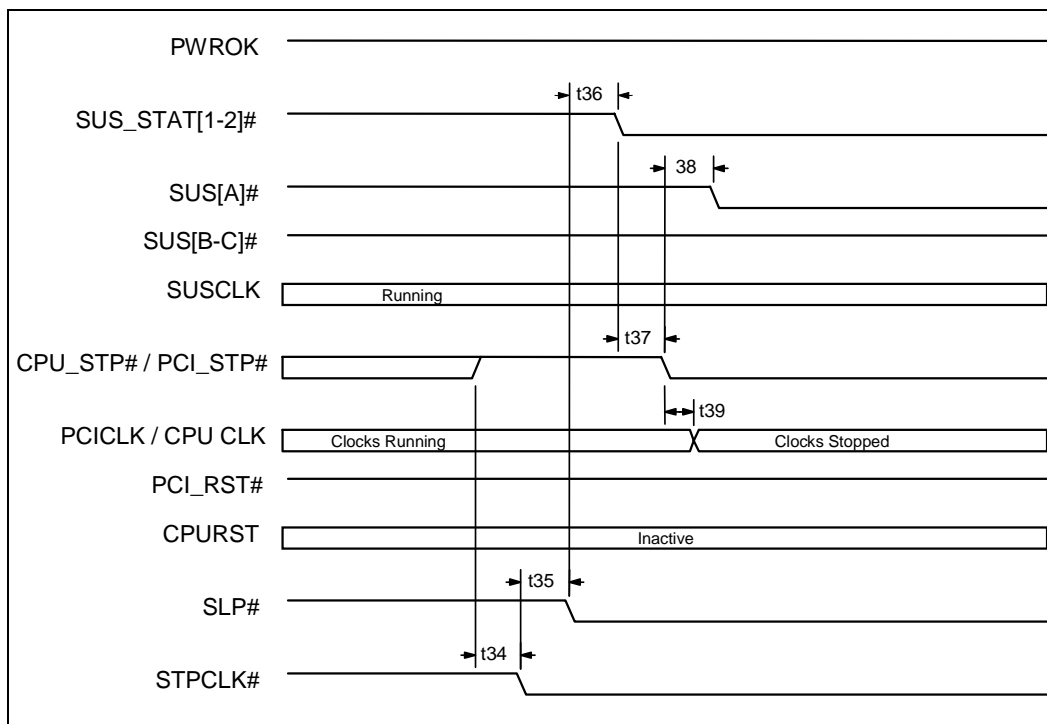 PWROK
t36
SUS_STAT[1-2]#
38
SUS[A]#
SUS[B-C]#
SUSCLK
Running
t37
CPU_STP# / PCI_STP#
t39
PCICLK / CPU CLK
Clocks Running
Clocks Stopped
PCI_RST#
CPURST
Inactive
t35
SLP#
t34
STPCLK#